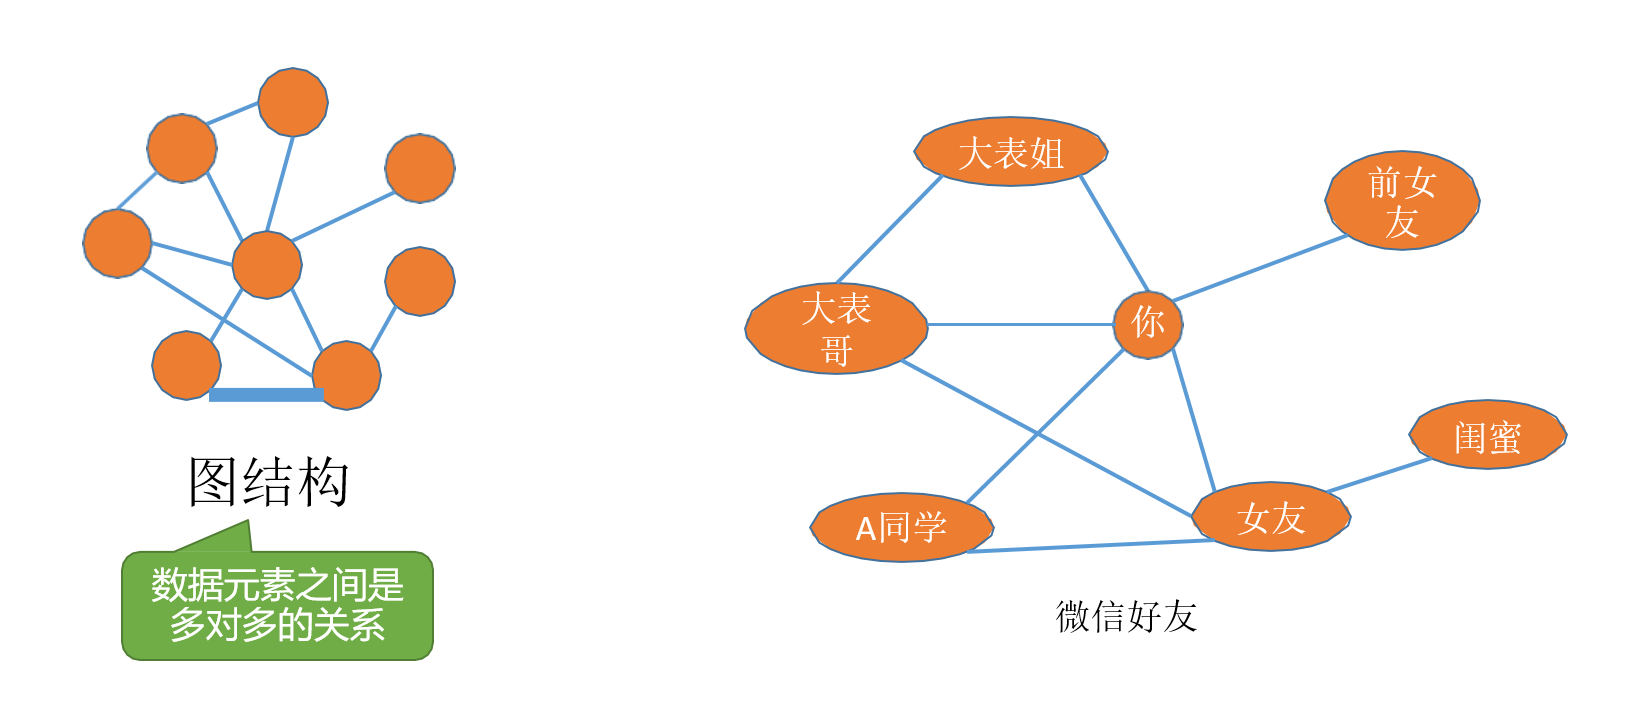 图结构
数据元素之间是
多对多的关系
大表姐
前女
友
大表
哥
你
闺蜜
A同学
女友
微信好友